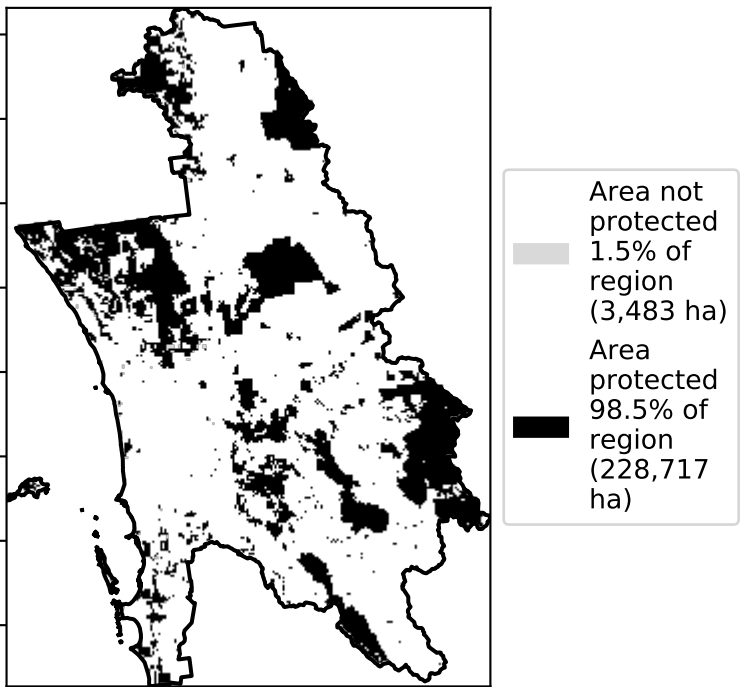 Area not
protected
1.5% of
region
(3,483 ha)
Area
protected
98.5% of
region
(228,717
ha)